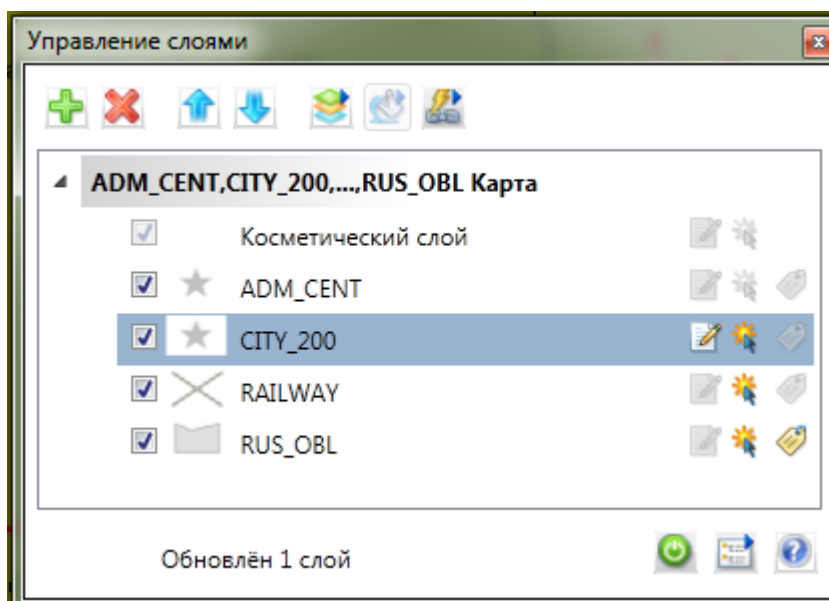 Управление слоями
ADM_CENT,CITY_200,...,RUS_OBL Карта
Косметический слой
ADM_CENT
CITY_200
RAILWAY
RUS_OBL
Обновлён 1 слой